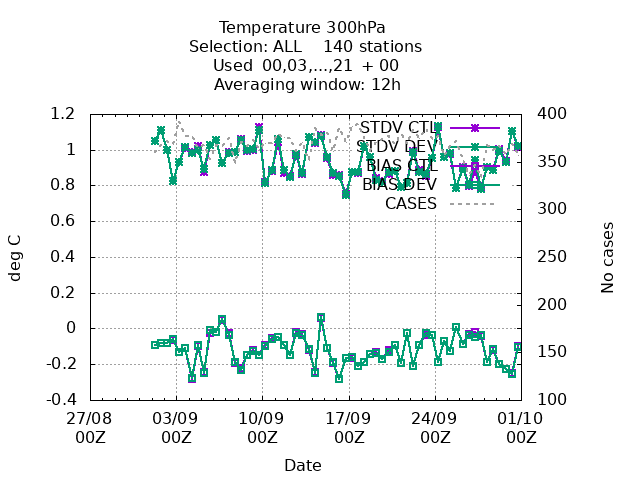 Temperature 300hPa
Selection: ALL    140 stations
Used  00,03,...,21  + 00
Averaging window: 12h
1.2
1
0.8
0.6
0.4
0.2
0
-0.2
-0.4
deg C
400
350
300
250
200
150
100
No cases
STDV CTL
STDV DEV
BIAS CTL
BIAS DEV
CASES
27/08 03/09 10/09 17/09 24/09 01/10
00Z 00Z 00Z 00Z 00Z 00Z
Date